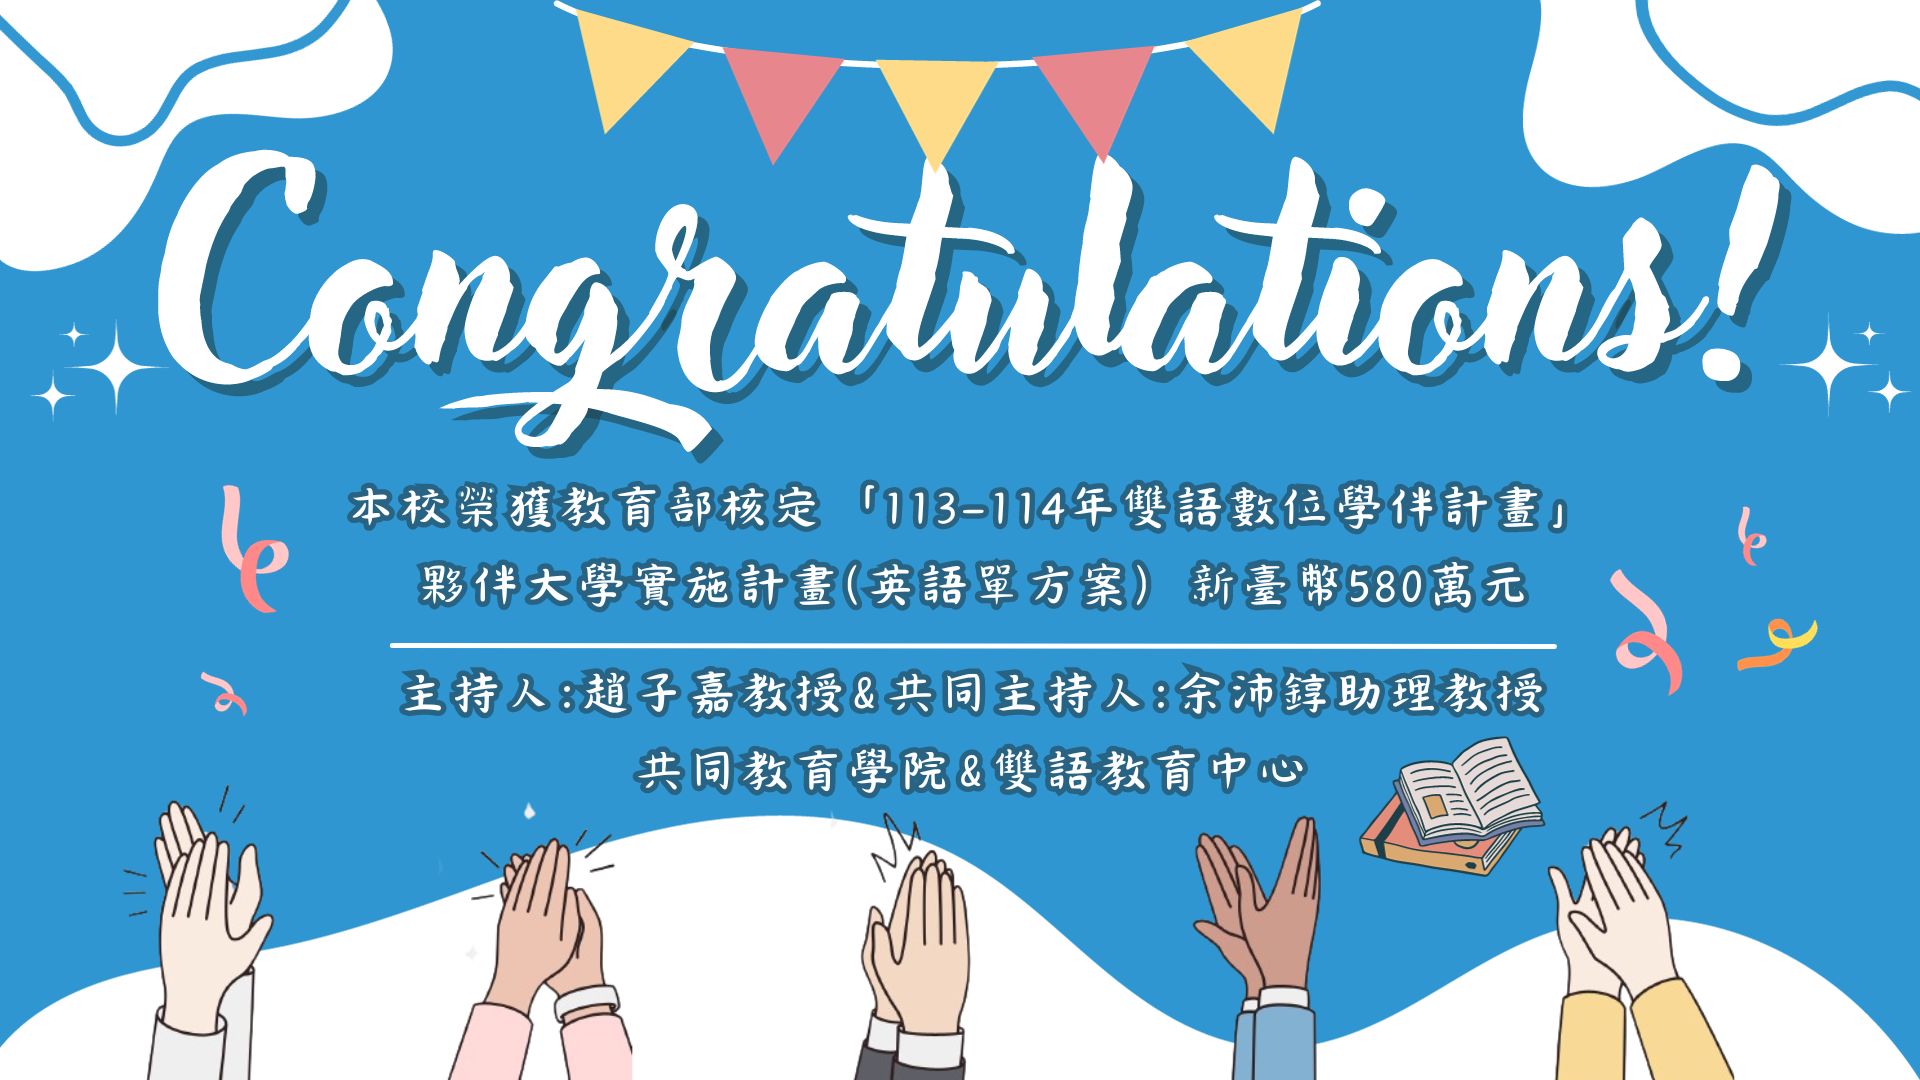 Congratulations!
本校榮獲教育部核定「113-114年雙語數位學伴計畫」
夥伴大學實施計畫(英語單方案) 新臺幣580萬元
主持人:趙子嘉教授&共同主持人:余沛錞助理教授
共同教育學院&雙語教育中心